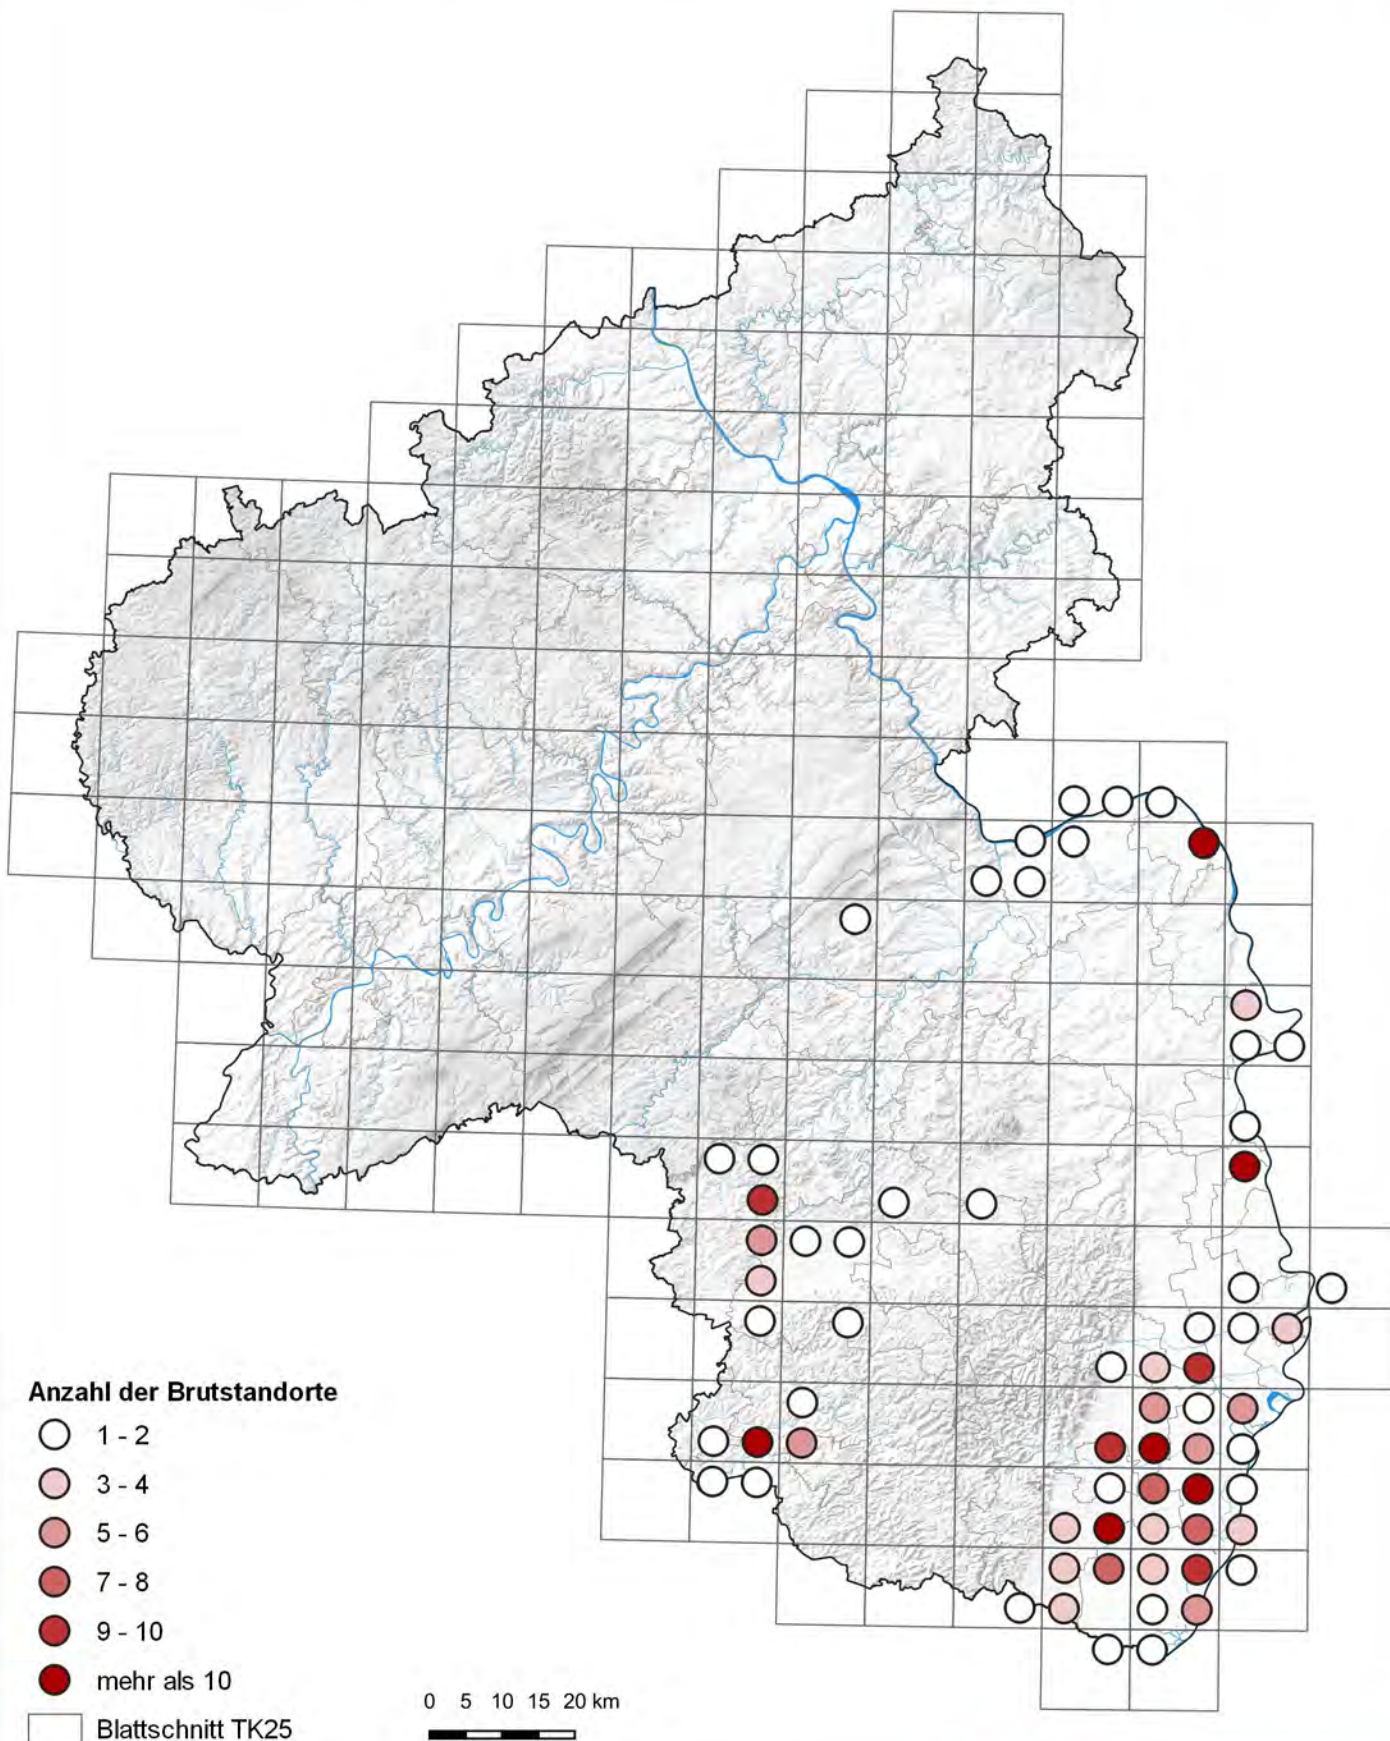 Anzahl der Brutstandorte
1 - 2
3 - 4
5 - 6
7 - 8
9 - 10
mehr als 10
Blattschnitt TK25
0 5 10 15 20 km